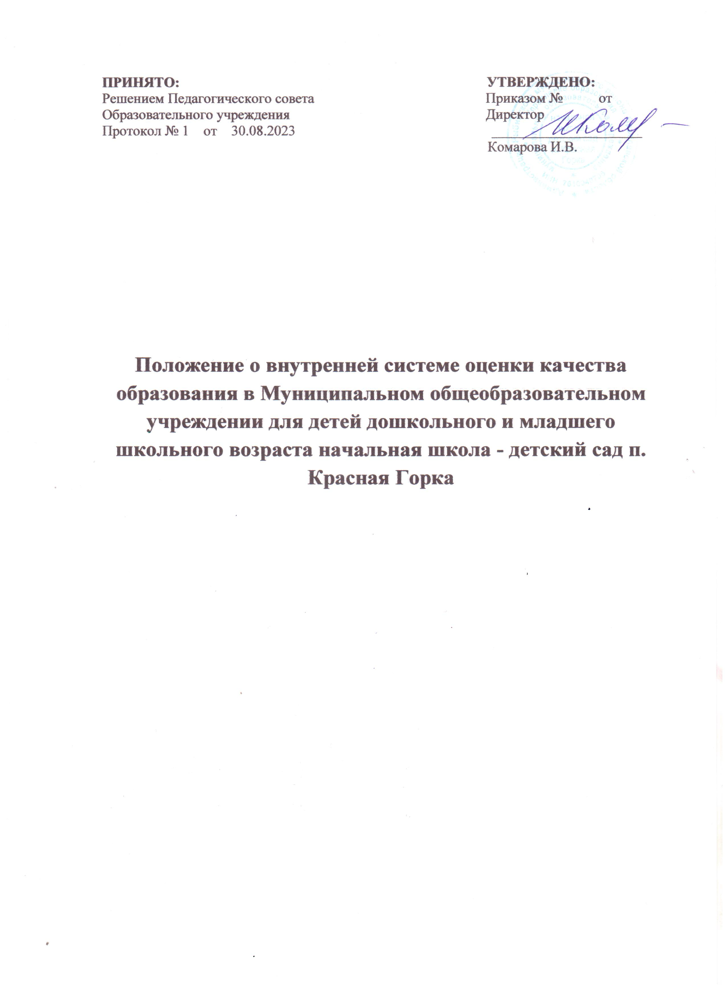 ПРИНЯТО:
Решением Педагогического совета
Образовательного учреждения
Протокол № 1 от 30.08.2023
УТВЕРЖДЕНО:
Приказом № от
Директор
Комарова И.В.
Положение о внутренней системе оценки качества
образования в Муниципальном общеобразовательном
учреждении для детей дошкольного и младшего
школьного возраста начальная школа - детский сад п.
Красная Горка